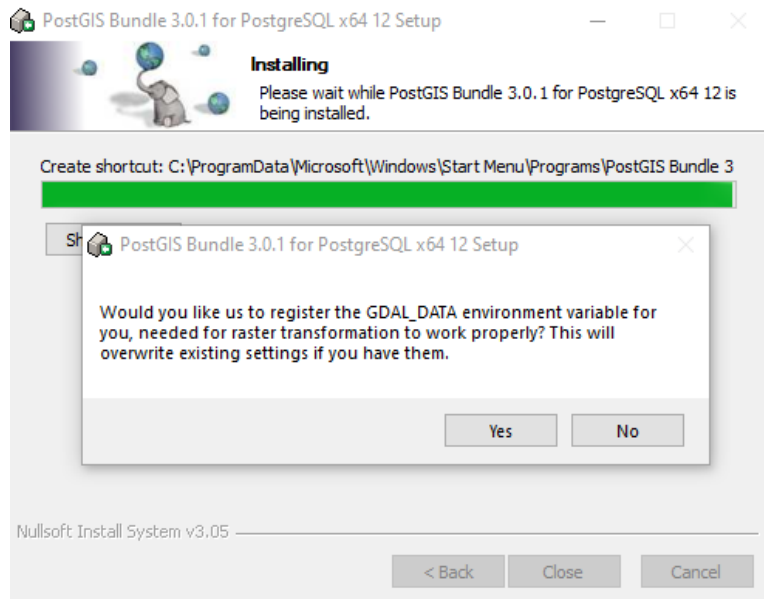 PostGIS Bundle 3.0.1 for PostgreSQL x64 12 Setup
Installing
Please wait while PostGIS Bundle 3.0.1 for PostgreSQL x64 12 is
being installed.
Create shortcut: C:\ProgramData\Microsoft\Windows\Start Menu\Programs\PostGIS Bundle 3
Sh
PostGIS Bundle 3.0.1 for PostgreSQL x64 12 Setup
Would you like us to register the GDAL_DATA environment variable for
you, needed for raster transformation to work properly? This will
overwrite existing settings if you have them.
Yes No
Nullsoft Install System v3.05
< Back Close Cancel